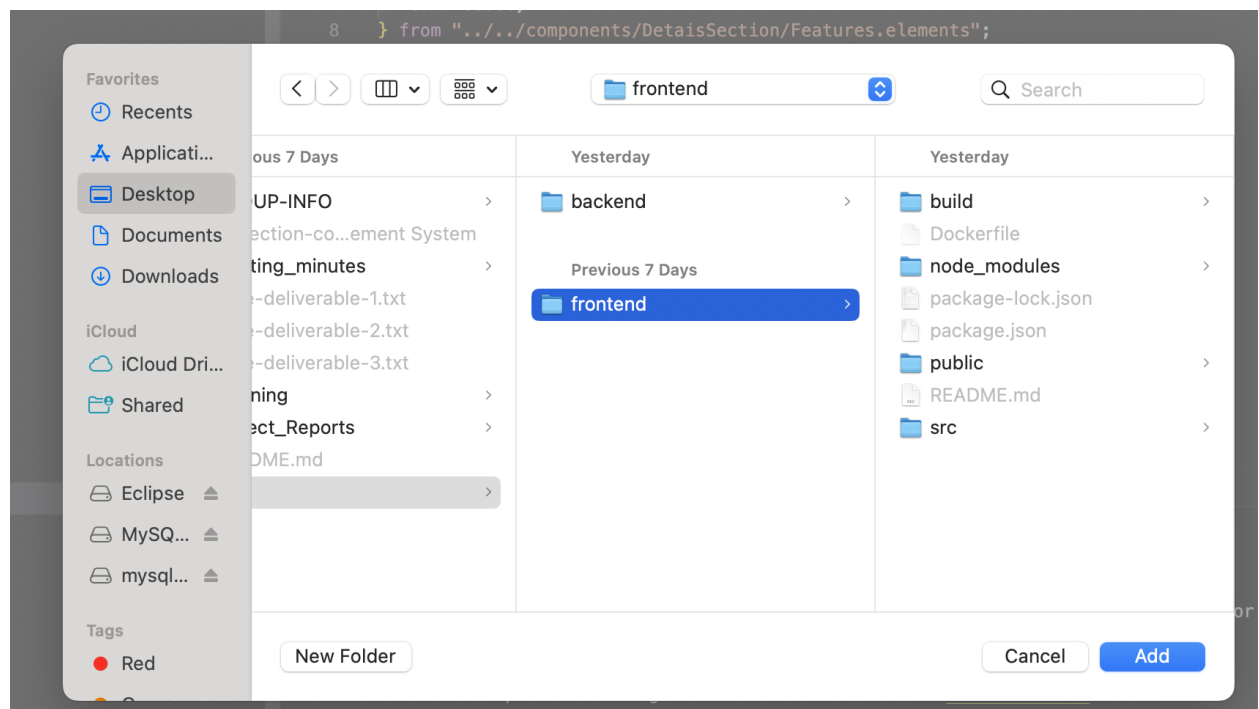 8 } from "../../components/DetaisSection/Features.elements";
Favorites
Recents
Applicati...
Desktop
Documents
Downloads
iCloud
iCloud Dri...
Shared
Locations
Eclipse
MySQ...
mysql...
Tags
Red
frontend
Search
ous 7 Days
UP-INFO
ection-co...ement System
ting_minutes
-deliverable-1.txt
-deliverable-2.txt
-deliverable-3.txt
ning
ect_Reports
DME.md
Yesterday
backend
Previous 7 Days
frontend
Yesterday
build
Dockerfile
node_modules
package-lock.json
package.json
public
README.md
src
or
New Folder
Cancel
Add